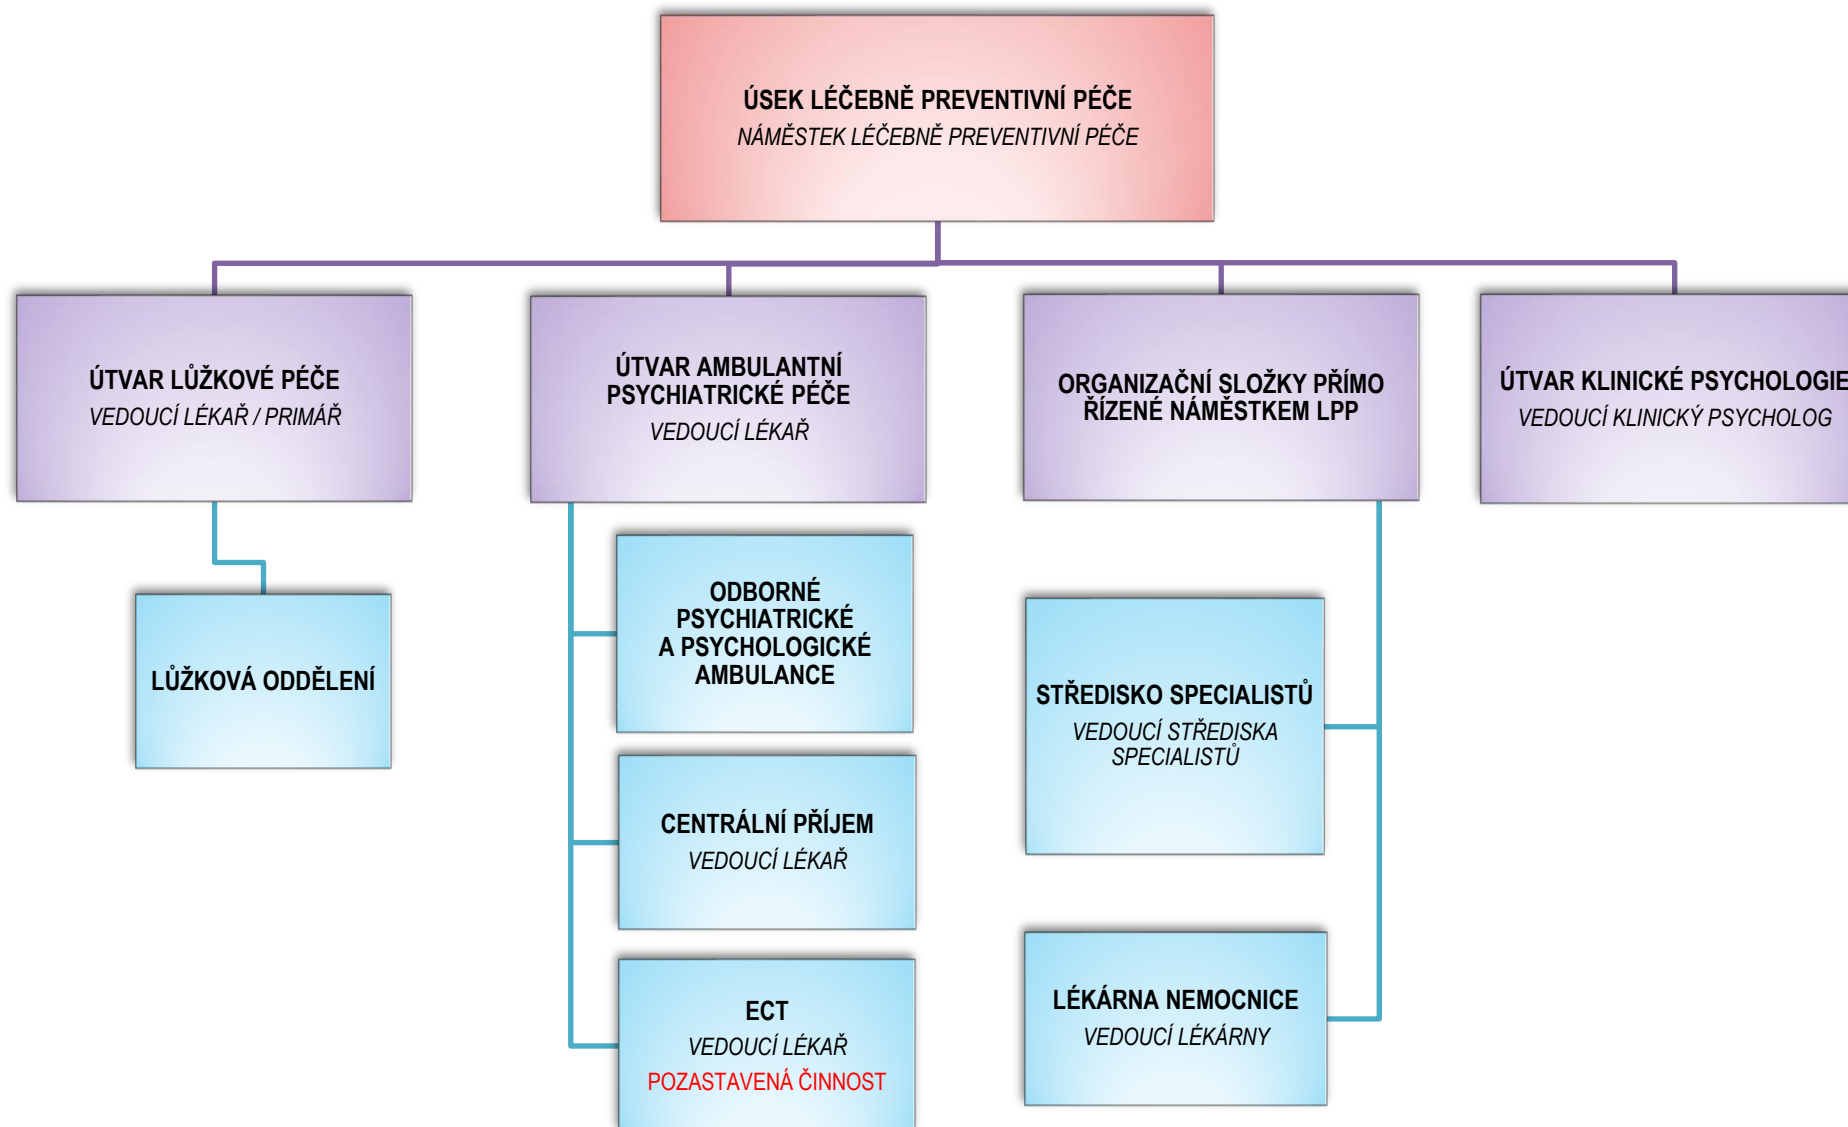 ÚSEK LÉČEBNĚ PREVENTIVNÍ PÉČE
NÁMĚSTEK LÉČEBNĚ PREVENTIVNÍ PÉČE
ÚTVAR LŮŽKOVÉ PÉČE
VEDOUCÍ LÉKAŘ / PRIMÁŘ
ÚTVAR AMBULANTNÍ
PSYCHIATRICKÉ PÉČE
VEDOUCÍ LÉKAŘ
ORGANIZAČNÍ SLOŽKY PŘÍMO
ŘÍZENÉ NÁMĚSTKEM LPP
ÚTVAR KLINICKÉ PSYCHOLOGIE
VEDOUCÍ KLINICKÝ PSYCHOLOG
LŮŽKOVÁ ODDĚLENÍ
ODBORNÉ
PSYCHIATRICKÉ
A PSYCHOLOGICKÉ
AMBULANCE
CENTRÁLNÍ PŘÍJEM
VEDOUCÍ LÉKAŘ
ECT
VEDOUCÍ LÉKAŘ
POZASTAVENÁ ČINNOST
STŘEDISKO SPECIALISTŮ
VEDOUCÍ STŘEDISKA
SPECIALISTŮ
LÉKÁRNA NEMOCNICE
VEDOUCÍ LÉKÁRNY